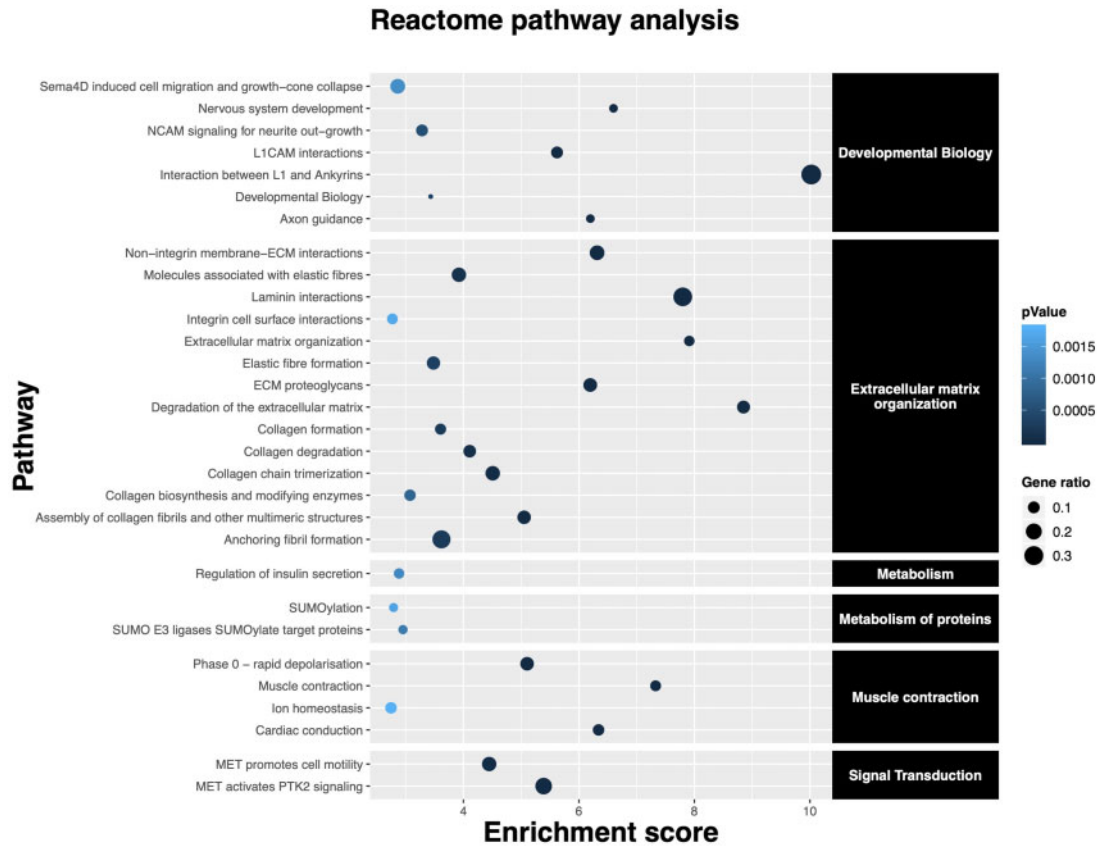 Reactome pathway analysis
Sema4D induced cell migration and growth−cone collapse
Nervous system development
NCAM signaling for neurite out−growth
L1CAM interactions
Interaction between L1 and Ankyrins
Developmental Biology
Axon guidance
Developmental Biology
Non−integrin membrane−ECM interactions
Molecules associated with elastic fibres
Laminin interactions
Integrin cell surface interactions
Extracellular matrix organization
Elastic fibre formation
ECM proteoglycans
Degradation of the extracellular matrix
Collagen formation
Collagen degradation
Collagen chain trimerization
Collagen biosynthesis and modifying enzymes
Assembly of collagen fibrils and other multimeric structures
Anchoring fibril formation
Extracellular matrix
organization
Regulation of insulin secretion
Metabolism
SUMOylation
SUMO E3 ligases SUMOylate target proteins
Metabolism of proteins
Phase 0 − rapid depolarisation
Muscle contraction
Ion homeostasis
Cardiac conduction
Muscle contraction
MET promotes cell motility
MET activates PTK2 signaling
Signal Transduction
Pathway
4 6 8 10
Enrichment score
pValue
0.0015
0.0010
0.0005
Gene ratio
0.1
0.2
0.3